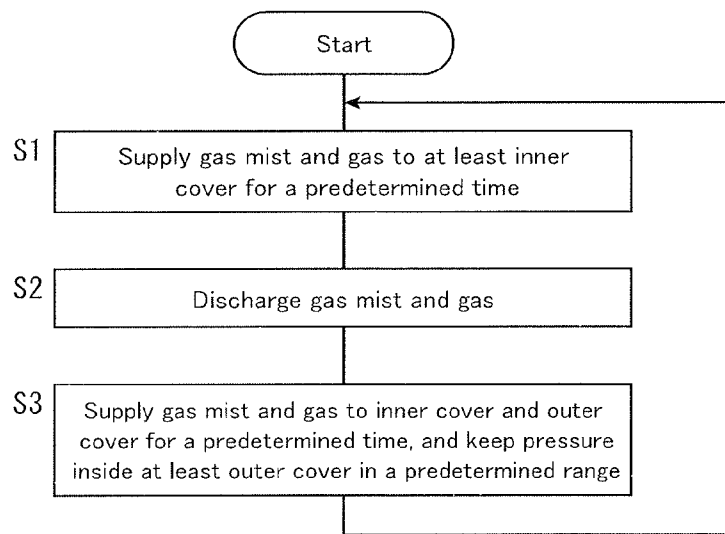 Start
S1
Supply gas mist and gas to at least inner
cover for a predetermined time
S2
Discharge gas mist and gas
S3
Supply gas mist and gas to inner cover and outer
cover for a predetermined time, and keep pressure
inside at least outer cover in a predetermined range